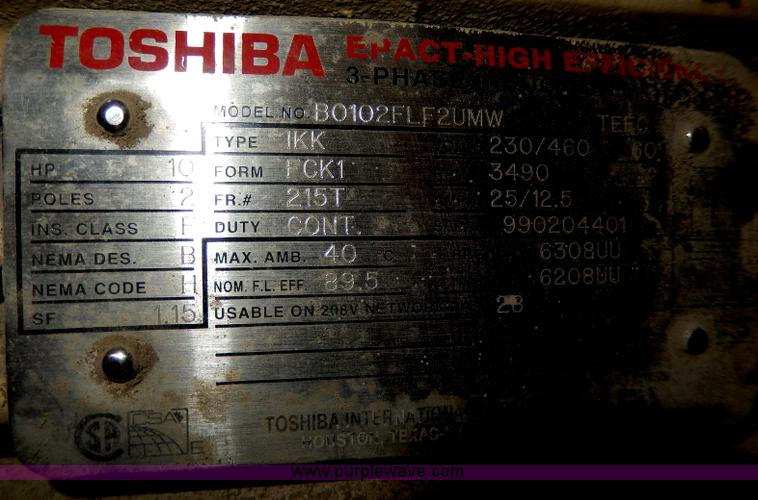 TOSHIBA EPACT-HIGH EFFICIENCY
3-PHASE
MODEL NO. B0102FLF2UMW TEFC
TYPE IKK 230/460 60
HP 10 FORM FCK1 3490
POLES 2 FR.# 215T 25/12.5
INS. CLASS F DUTY CONT. 990204401
NEMA DES. B MAX. AMB. 40 °C 6308UU
NEMA CODE H NOM. F.L. EFF. 89.5 6208UU
SF 1.15 USABLE ON 208V NETWORK 28
CSA
E
TOSHIBA INTERNATIONAL
HOUSTON, TEXAS
www.purplewave.com